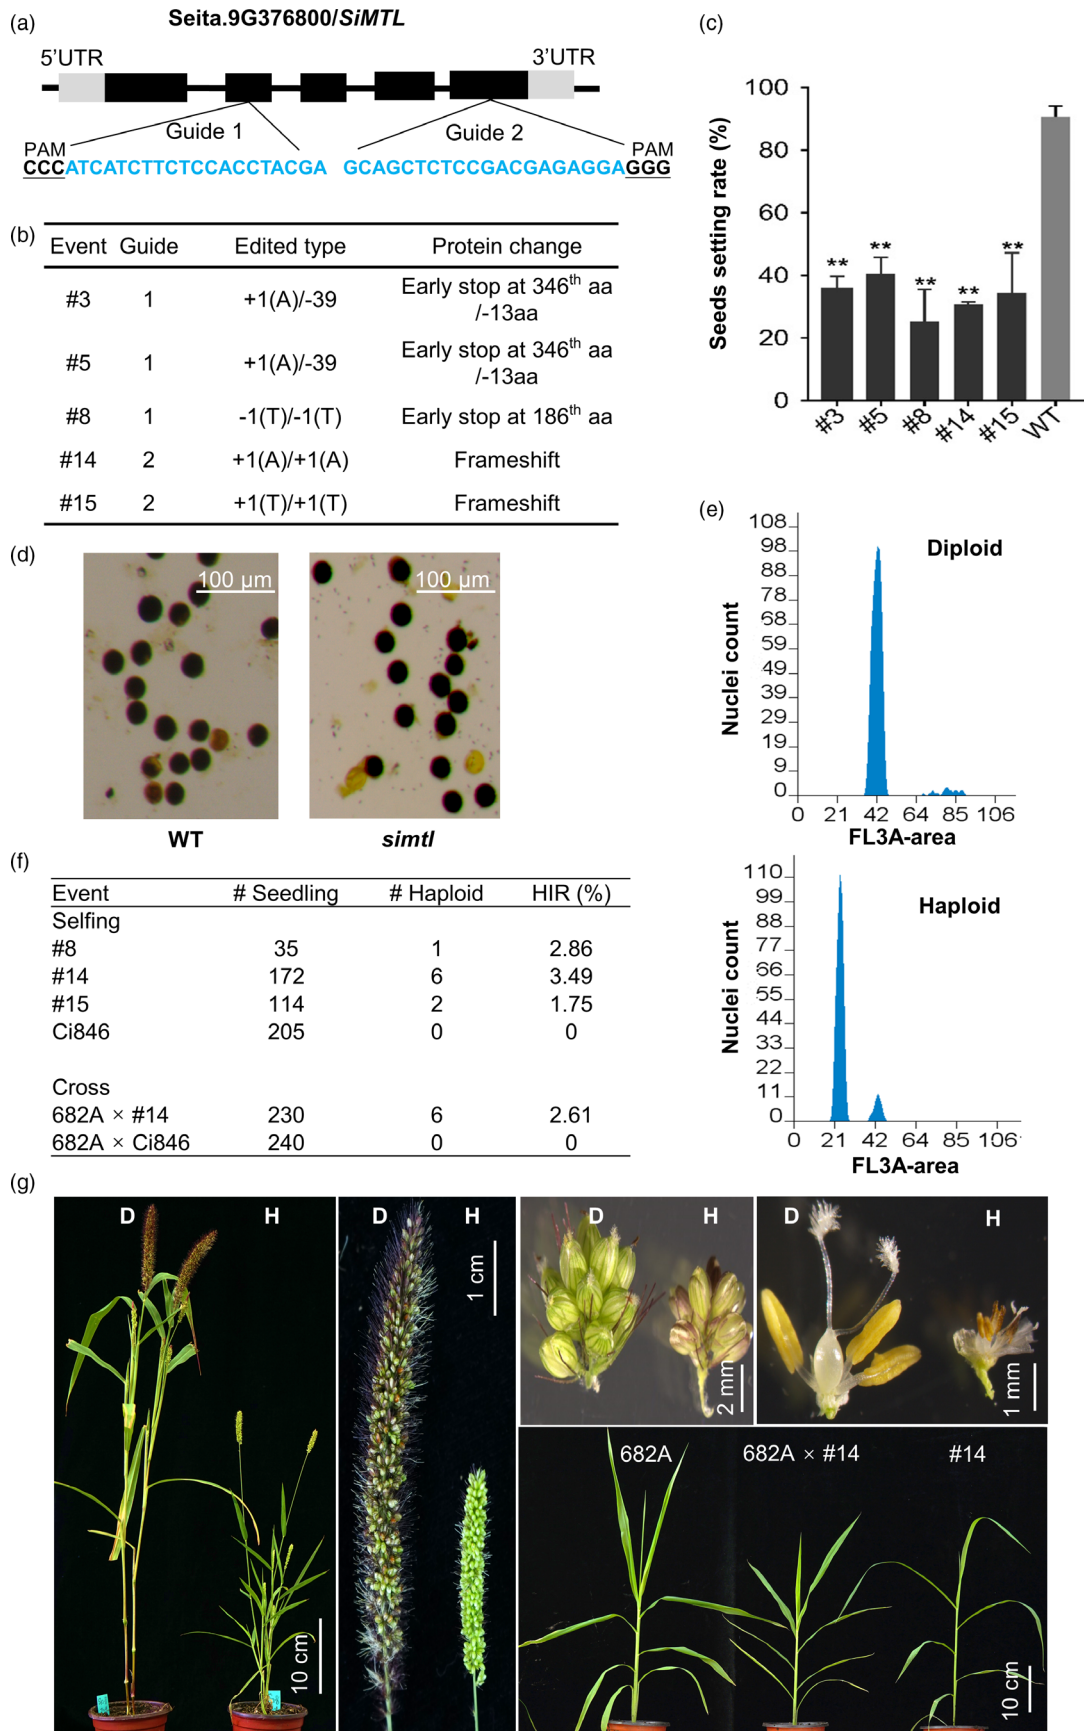 (a)
Seita.9G376800/SiMTL
5'UTR
3'UTR
Guide 1
Guide 2
PAM
PAM
CCCATCATCTTCTCCACCTACGA
GCAGCTCTCCGACGAGAGGAGGG
(b)
Event Guide Edited type Protein change
#3 1 +1(A)/-39 Early stop at 346th aa
/-13aa
#5 1 +1(A)/-39 Early stop at 346th aa
/-13aa
#8 1 -1(T)/-1(T) Early stop at 186th aa
#14 2 +1(A)/+1(A) Frameshift
#15 2 +1(T)/+1(T) Frameshift
(c)
Seeds setting rate (%)
100
80
60
40
20
0
**
**
**
**
**
#3 #5 #8 #14 #15 WT
(d)
100 µm
100 µm
WT
simtl
(e)
Diploid
Nuclei count
108
98
88
78
68
59
49
39
29
19
9
0
0 21 42 64 85 106
FL3A-area
Haploid
Nuclei count
110
99
88
77
66
55
44
33
22
11
0
0 21 42 64 85 106
FL3A-area
(f)
Event # Seedling # Haploid HIR (%)
Selfing
#8 35 1 2.86
#14 172 6 3.49
#15 114 2 1.75
Ci846 205 0 0
Cross
682A × #14 230 6 2.61
682A × Ci846 240 0 0
(g)
D H
10 cm
D H
1 cm
D H
2 mm
D H
1 mm
682A 682A × #14 #14
10 cm